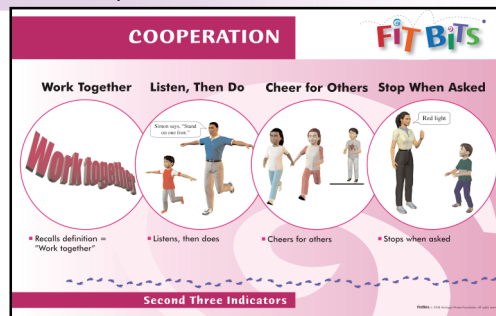 COOPERATION
FiT BiTS
Work Together
Listen, Then Do
Cheer for Others
Stop When Asked
Work together
Simon says, "Stand
on one foot."
Red light
Recalls definition =
"Work together"
Listens, then does
Cheers for others
Stops when asked
Second Three Indicators